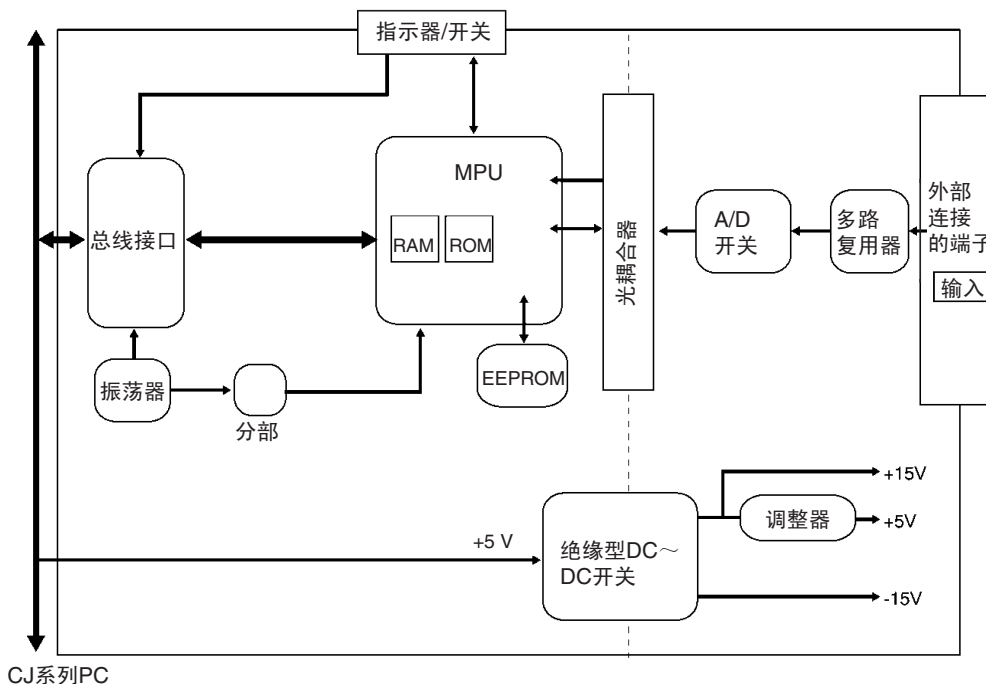 指示器/开关
MPU
RAM
ROM
总线接口
光耦合器
A/D
开关
多路
复用器
外部
连接
的端子
输入
振荡器
分部
EEPROM
+15V
调整器
+5V
+5 V
绝缘型DC～
DC开关
-15V
CJ系列PC